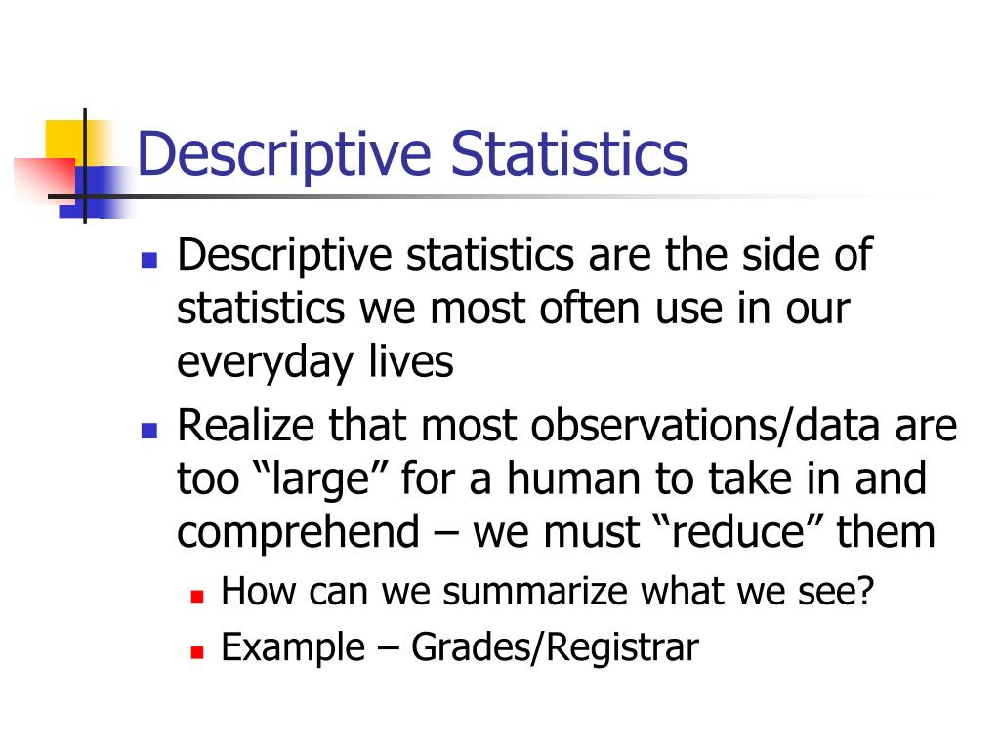 Descriptive Statistics
Descriptive statistics are the side of
statistics we most often use in our
everyday lives
Realize that most observations/data are
too “large” for a human to take in and
comprehend – we must “reduce” them
How can we summarize what we see?
Example – Grades/Registrar